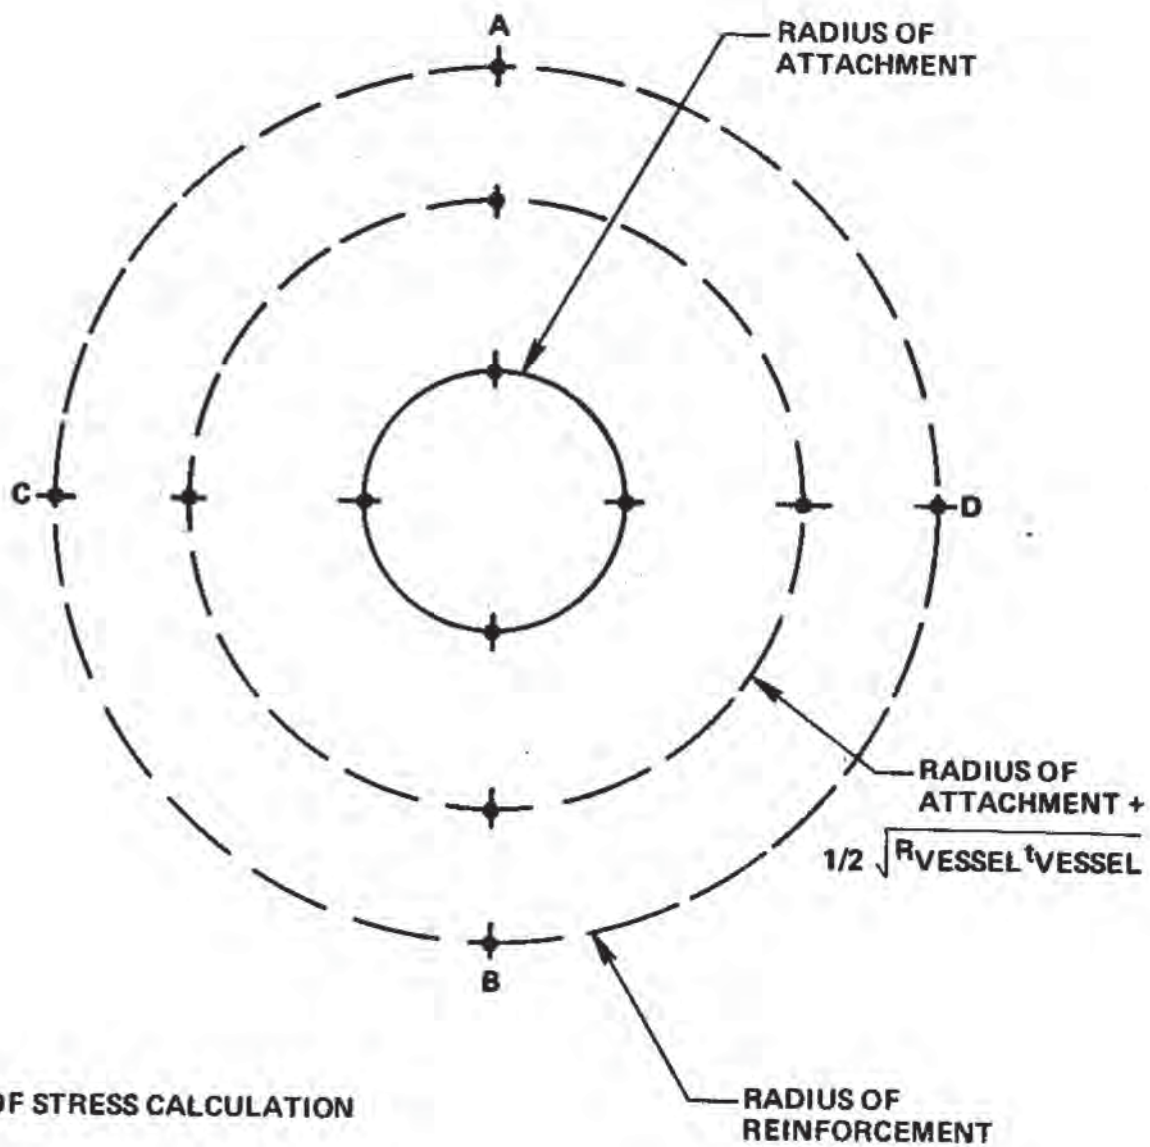 A
RADIUS OF
ATTACHMENT
C
D
RADIUS OF
ATTACHMENT +
1/2 √RVESSEL tVESSEL
B
OF STRESS CALCULATION
RADIUS OF
REINFORCEMENT